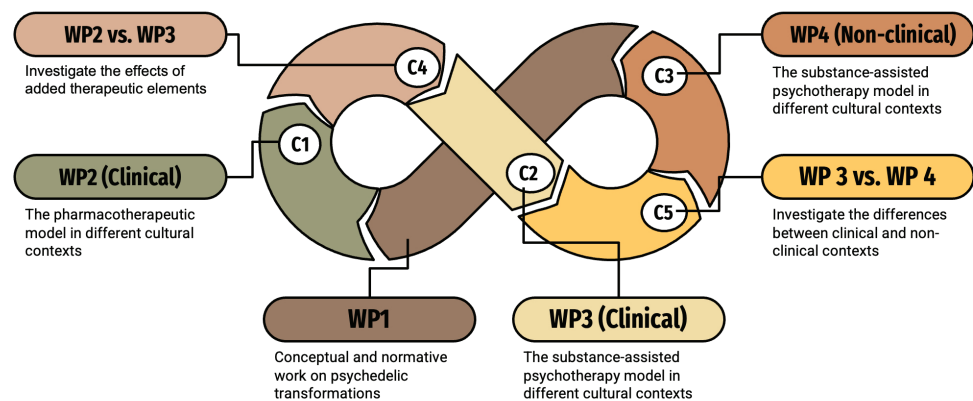 WP2 vs. WP3
Investigate the effects of
added therapeutic elements
C4
C3
WP4 (Non-clinical)
The substance-assisted
psychotherapy model in
different cultural contexts
C1
WP2 (Clinical)
The pharmacotherapeutic
model in different cultural
contexts
C2
C5
WP 3 vs. WP 4
Investigate the differences
between clinical and non-
clinical contexts
WP1
Conceptual and normative
work on psychedelic
transformations
WP3 (Clinical)
The substance-assisted
psychotherapy model in
different cultural contexts